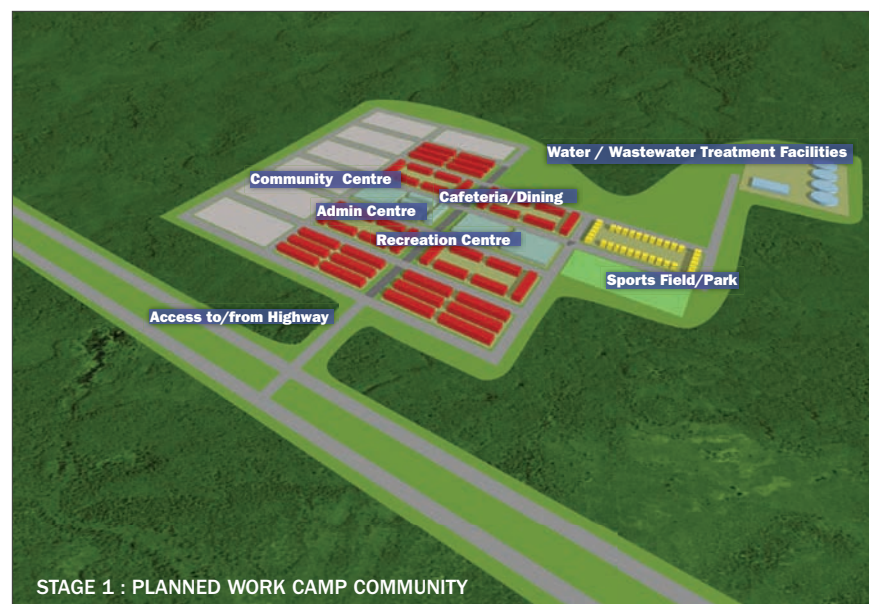 Water / Wastewater Treatment Facilities
Community Centre
Cafeteria/Dining
Admin Centre
Recreation Centre
Sports Field/Park
Access to/from Highway
STAGE 1 : PLANNED WORK CAMP COMMUNITY